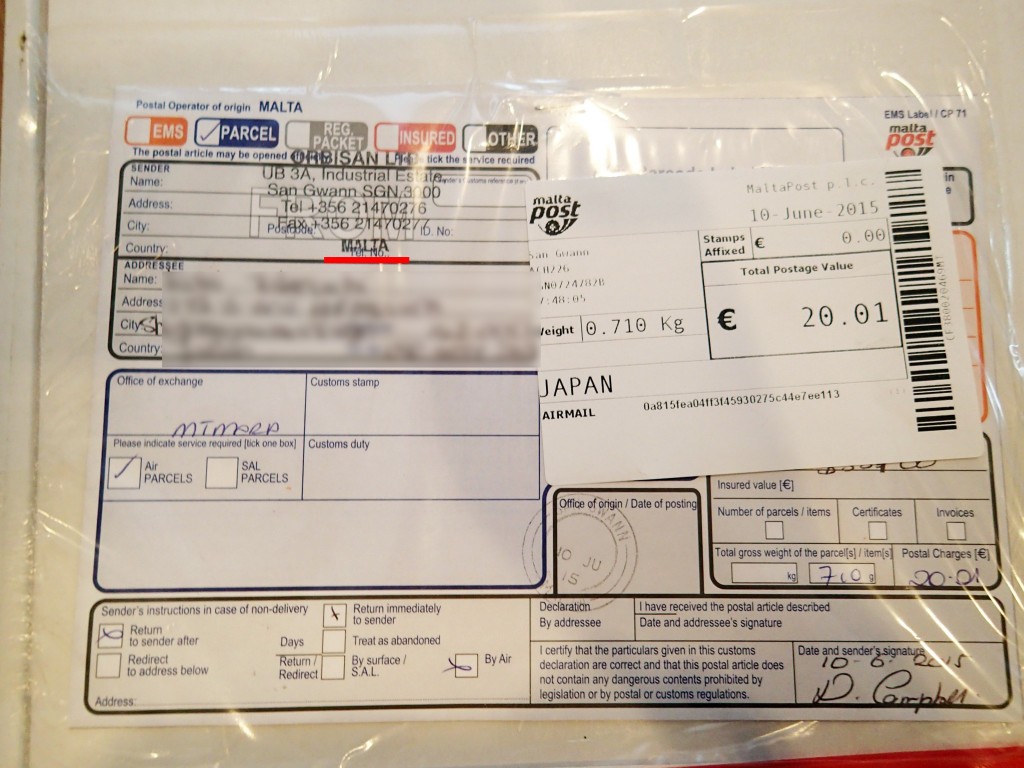 Postal Operator of origin MALTA
EMS Label / CP 71
EMS
PARCEL
REG. PACKET
INSURED
OTHER
malta post
The postal article may be opened
tick the service required
SENDER
UB 3A, Industrial Estate,
Name:
San Gwann SGN 3000
Address:
Tel +356 21470276
City:
Fax +356 21470277
ID. No:
Country:
MALTA
Tel. No.
ADDRESSEE
Name:
Address
City
Country:
malta post
MaltaPost p.l.c.
10-June-2015
San Gwann
Stamps Affixed € 0.00
Total Postage Value
€ 20.01
:48:05
Weight 0.710 Kg
JAPAN
AIRMAIL
0a815fea04ff3f45930275c44e7ee113
Office of exchange
Customs stamp
Please indicate service required [tick one box]
Customs duty
Air PARCELS
SAL PARCELS
Insured value [€]
Office of origin / Date of posting
Number of parcels / items
Certificates
Invoices
10 JU
15
Total gross weight of the parcel[s] / item[s]
Postal Charges [€]
kg
710 g
20-01
Sender's instructions in case of non-delivery
Return to sender after
Days
Return immediately to sender
Treat as abandoned
Redirect to address below
Return / Redirect
By surface / S.A.L.
By Air
Address:
Declaration
By addressee
I have received the postal article described
Date and addressee's signature
I certify that the particulars given in this customs
declaration are correct and that this postal article does
not contain any dangerous contents prohibited by
legislation or by postal or customs regulations.
Date and sender's signature
10-6-2015
D. Campbell